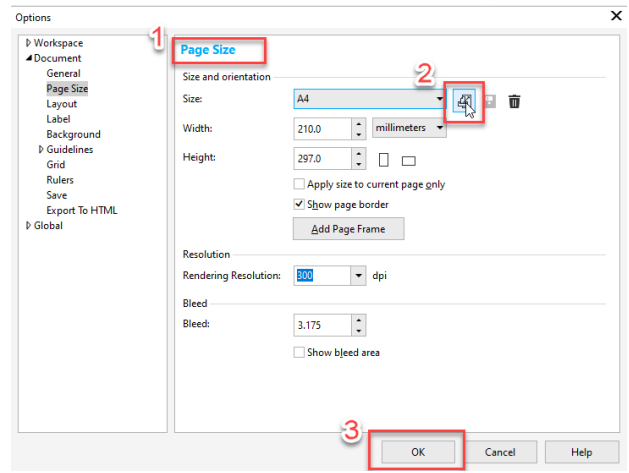 Options
Workspace
Document
General
Page Size
Layout
Label
Background
Guidelines
Grid
Rulers
Save
Export To HTML
Global
1
Page Size
Size and orientation
2
Size: A4
Width: 210.0 millimeters
Height: 297.0
Apply size to current page only
Show page border
Add Page Frame
Resolution
Rendering Resolution: 300 dpi
Bleed
Bleed: 3.175
Show bleed area
3
OK Cancel Help